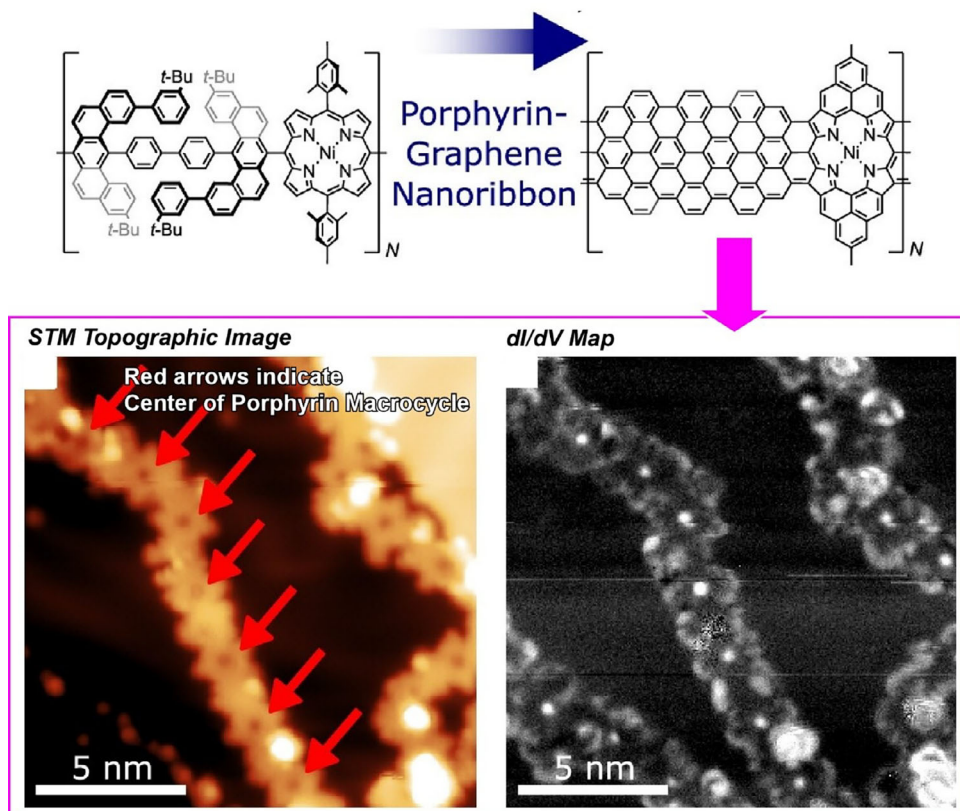 t-Bu
t-Bu
t-Bu
t-Bu
N
N
Ni
N
N
N
Porphyrin-
Graphene
Nanoribbon
N
N
Ni
N
N
N
STM Topographic Image
dI/dV Map
Red arrows indicate
Center of Porphyrin Macrocycle
5 nm
5 nm